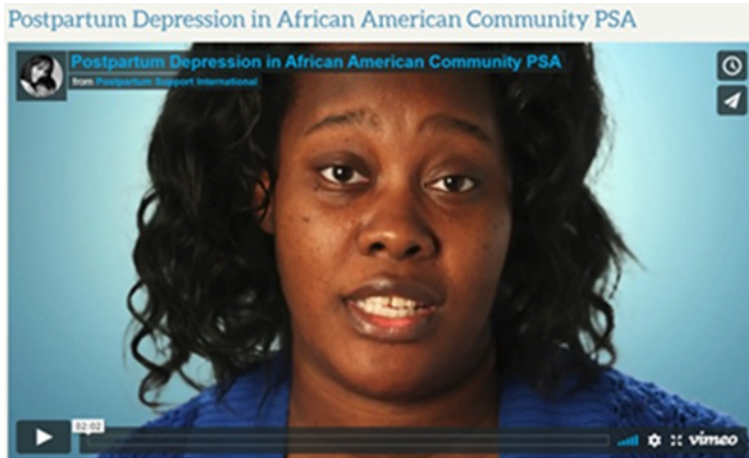 Postpartum Depression in African American Community PSA
Postpartum Depression in African American Community PSA
from Postpartum Support International
02:02
vimeo